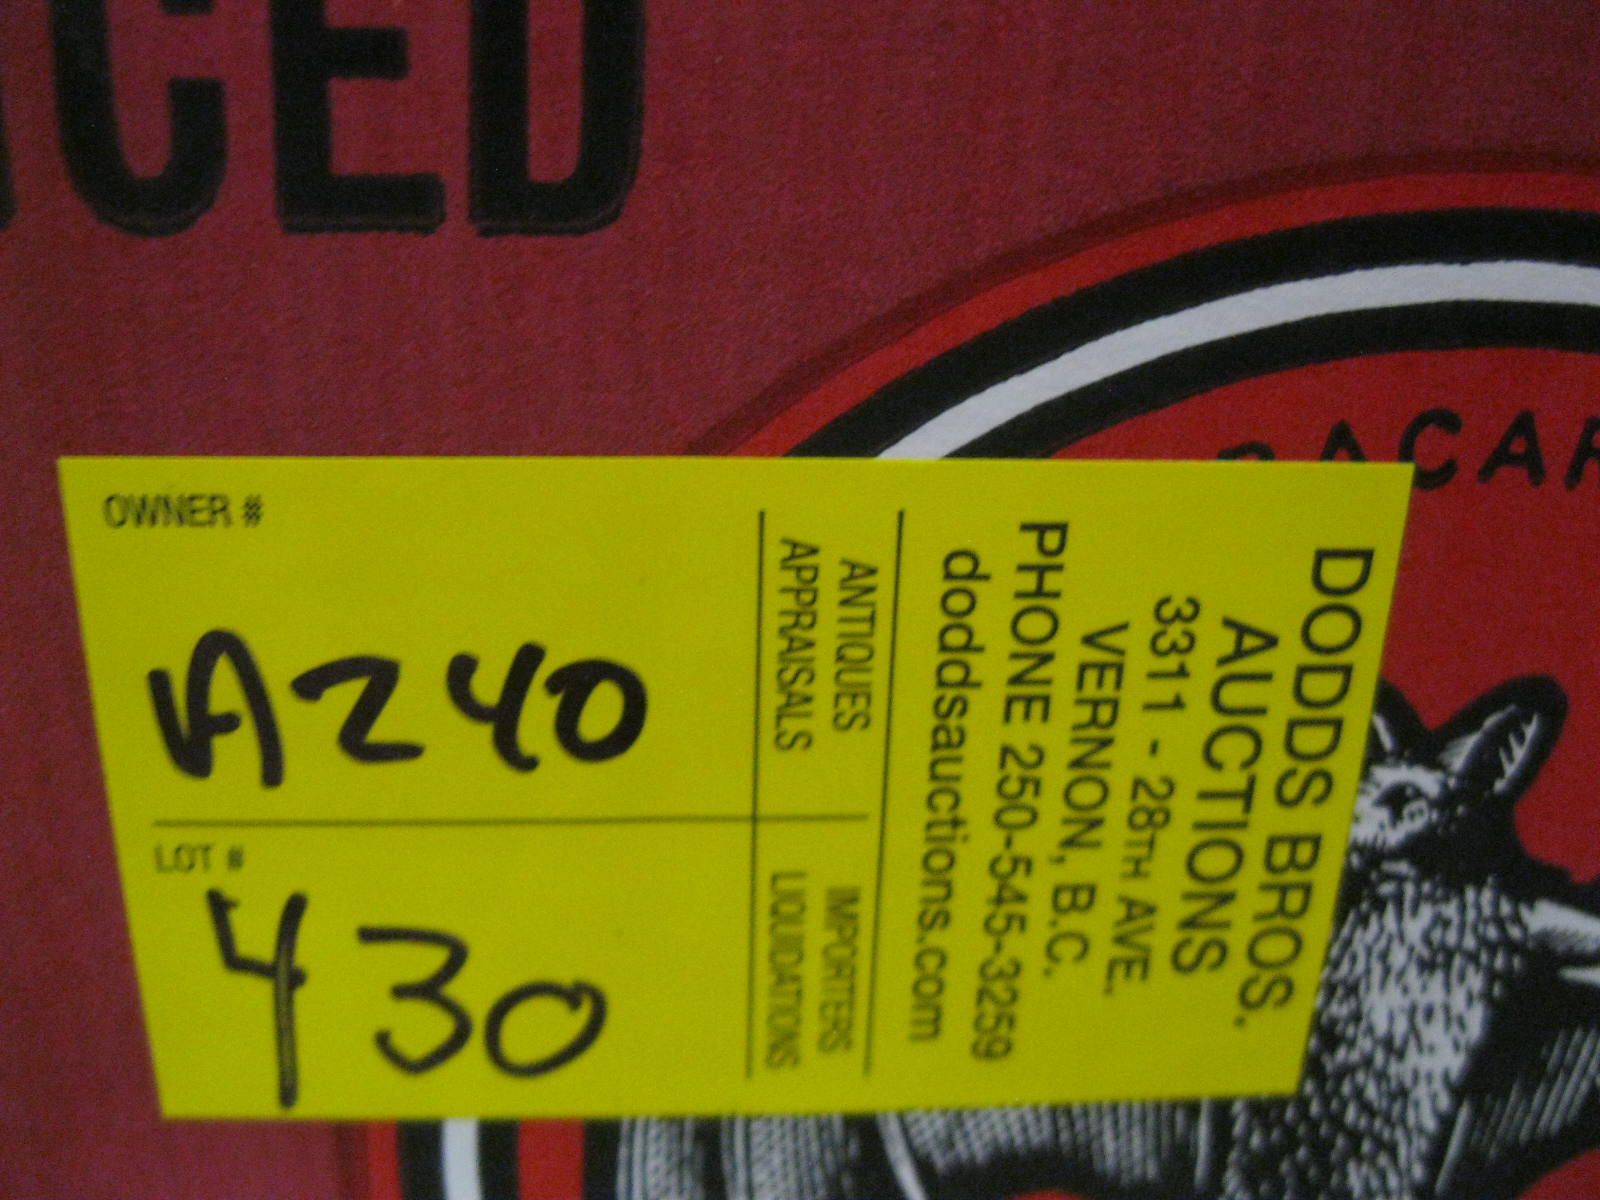 CED
BACAR
OWNER #
A240
LOT #
430
ANTIQUES
APPRAISALS
IMPORTERS
LIQUIDATIONS
DODDS BROS.
AUCTIONS
3311 - 28TH AVE.
VERNON, B.C.
PHONE 250-545-3259
doddsauctions.com